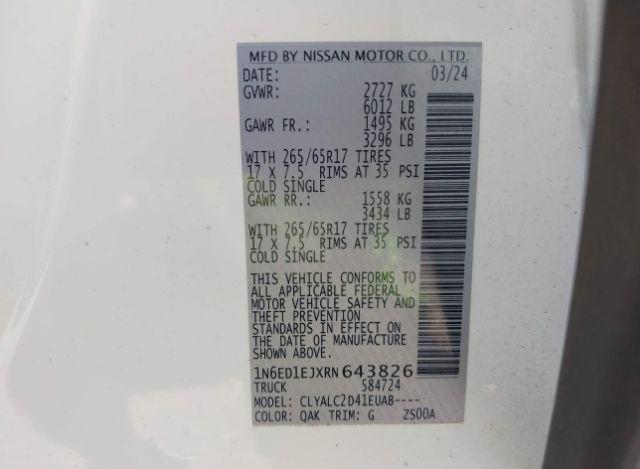 MFD BY NISSAN MOTOR CO., LTD.
DATE: 03/24
GVWR: 2727 KG
6012 LB
GAWR FR.: 1495 KG
3296 LB
WITH 265/65R17 TIRES
17 X 7.5 RIMS AT 35 PSI
COLD SINGLE
GAWR RR.: 1558 KG
3434 LB
WITH 265/65R17 TIRES
17 X 7.5 RIMS AT 35 PSI
COLD SINGLE
THIS VEHICLE CONFORMS TO
ALL APPLICABLE FEDERAL
MOTOR VEHICLE SAFETY AND
THEFT PREVENTION
STANDARDS IN EFFECT ON
THE DATE OF MANUFACTURE
SHOWN ABOVE.
1N6ED1EJXRN643826
TRUCK 584724
MODEL: CLYALC2D41EUAB----
COLOR: QAK TRIM: G ZS00A